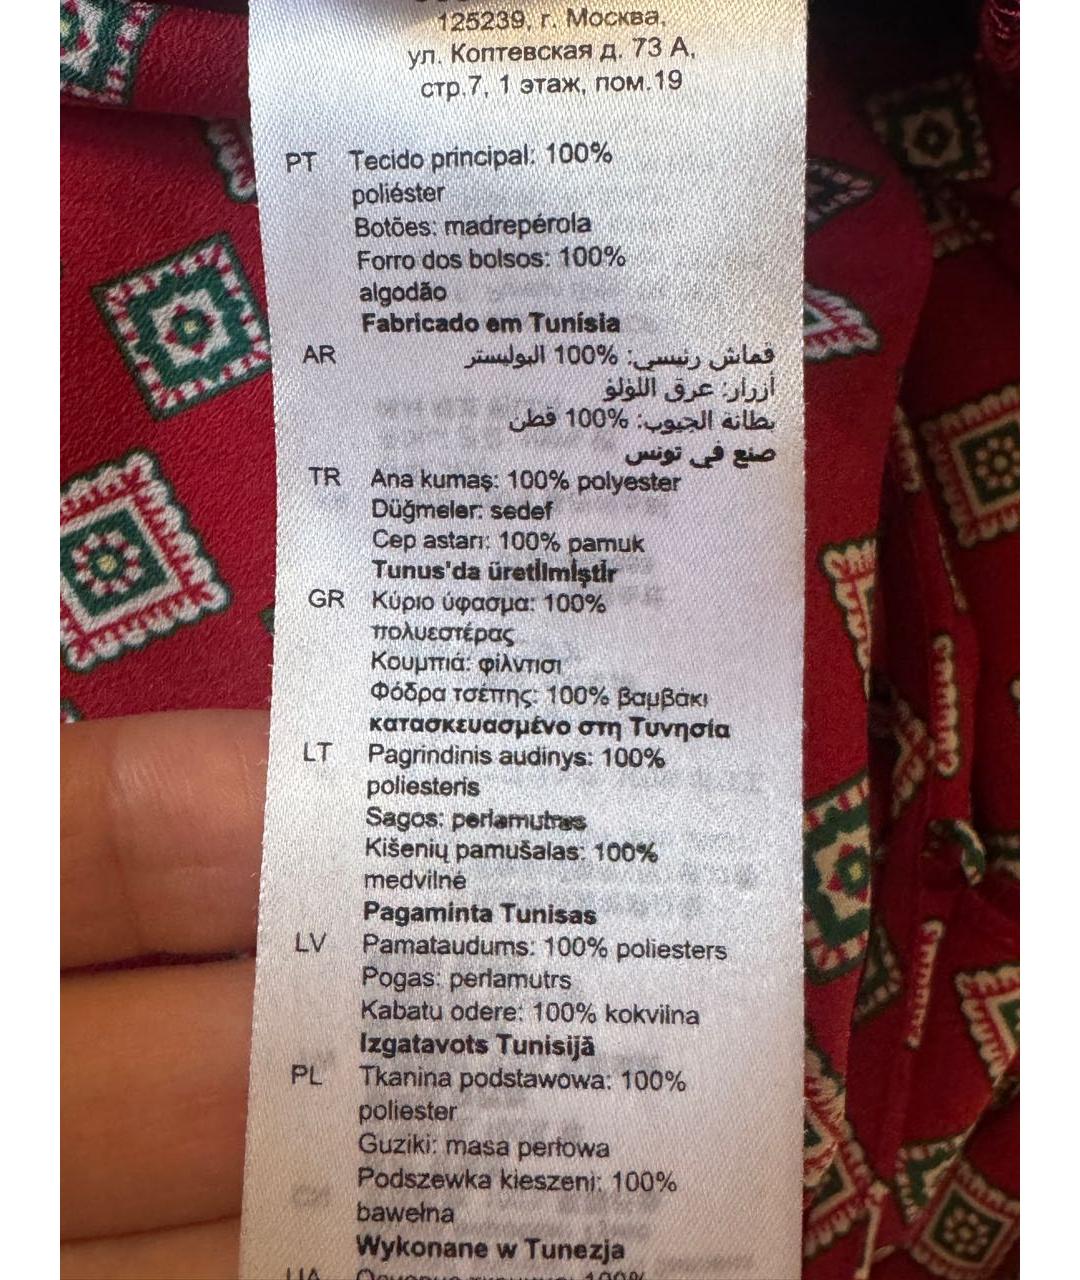 125239, г. Москва,
ул. Коптевская д. 73 А,
стр.7, 1 этаж, пом.19
PT Tecido principal: 100%
poliéster
Botões: madrepérola
Forro dos bolsos: 100%
algodão
Fabricado em Tunísia
AR قماش رئيسي: %100 البوليستر
أزرار: عرق اللؤلؤ
بطانة الجيوب: %100 قطن
صنع في تونس
TR Ana kumaş: 100% polyester
Düğmeler: sedef
Cep astarı: 100% pamuk
Tunus'da üretilmiştir
GR Κύριο ύφασμα: 100%
πολυεστέρας
Κουμπιά: φίλντισι
Φόδρα τσέπης: 100% βαμβάκι
κατασκευασμένο στη Τυνησία
LT Pagrindinis audinys: 100%
poliesteris
Sagos: perlamutras
Kišenių pamušalas: 100%
medvilnė
Pagaminta Tunisas
LV Pamataudums: 100% poliesters
Pogas: perlamutrs
Kabatu odere: 100% kokvilna
Izgatavots Tunisijā
PL Tkanina podstawowa: 100%
poliester
Guziki: masa perłowa
Podszewka kieszeni: 100%
bawełna
Wykonane w Tunezja
UA 100%